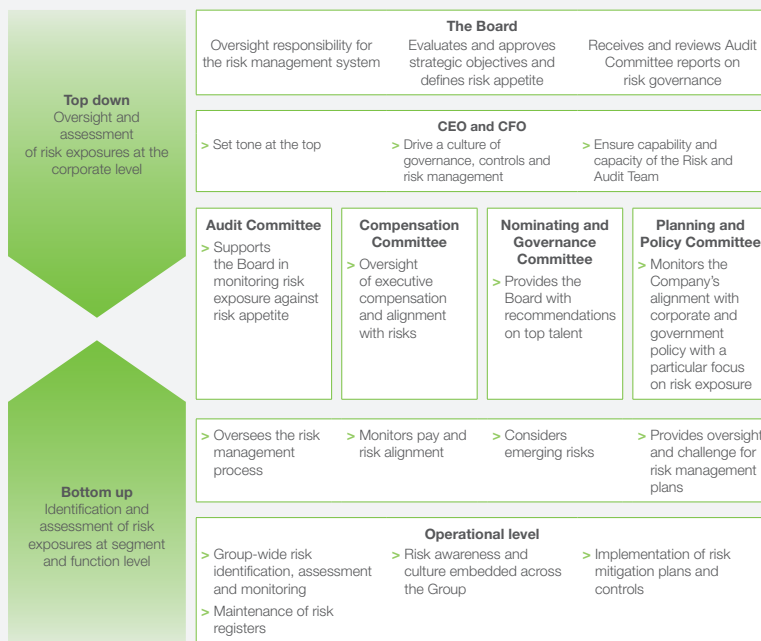 Top down
Oversight and
assessment
of risk exposures at the
corporate level
The Board
Oversight responsibility for
the risk management system
Evaluates and approves
strategic objectives and
defines risk appetite
Receives and reviews Audit
Committee reports on
risk governance
CEO and CFO
> Set tone at the top
> Drive a culture of
governance, controls and
risk management
> Ensure capability and
capacity of the Risk and
Audit Team
Audit Committee
> Supports
the Board in
monitoring risk
exposure against
risk appetite
Compensation
Committee
> Oversight
of executive
compensation
and alignment
with risks
Nominating and
Governance
Committee
> Provides the
Board with
recommendations
on top talent
Planning and
Policy Committee
> Monitors the
Company’s
alignment with
corporate and
government
policy with a
particular focus
on risk exposure
Bottom up
Identification and
assessment of risk
exposures at segment
and function level
> Oversees the risk
management
process
> Monitors pay and
risk alignment
> Considers
emerging risks
> Provides oversight
and challenge for
risk management
plans
Operational level
> Group-wide risk
identification, assessment
and monitoring
> Maintenance of risk
registers
> Risk awareness and
culture embedded across
the Group
> Implementation of risk
mitigation plans and
controls